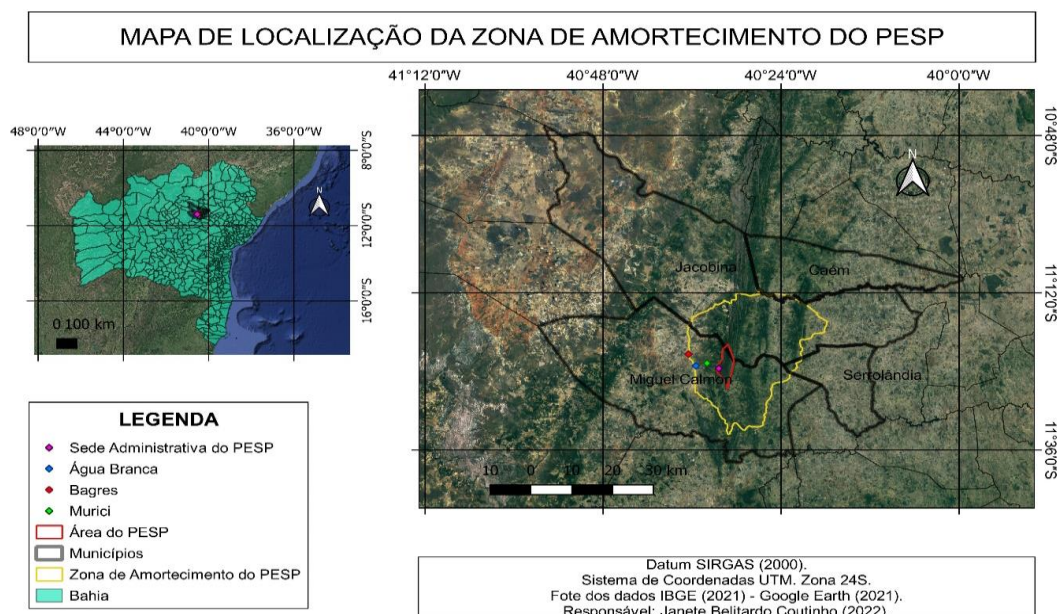 MAPA DE LOCALIZAÇÃO DA ZONA DE AMORTECIMENTO DO PESP
48°0'0"W 44°0'0"W 40°0'0"W 36°0'0"W
8°0'0"S
12°0'0"S
16°0'0"S
N
0 100 km
41°12'0"W 40°48'0"W 40°24'0"W 40°0'0"W
10°48'0"S
11°12'0"S
11°36'0"S
N
Jacobina Caém
Miguel Calmon Serrolândia
10 0 10 20 30 km
LEGENDA
Sede Administrativa do PESP
Água Branca
Bagres
Murici
Área do PESP
Municípios
Zona de Amortecimento do PESP
Bahia
Datum SIRGAS (2000).
Sistema de Coordenadas UTM. Zona 24S.
Fote dos dados IBGE (2021) - Google Earth (2021).
Responsável: Janete Belitardo Coutinho (2022)